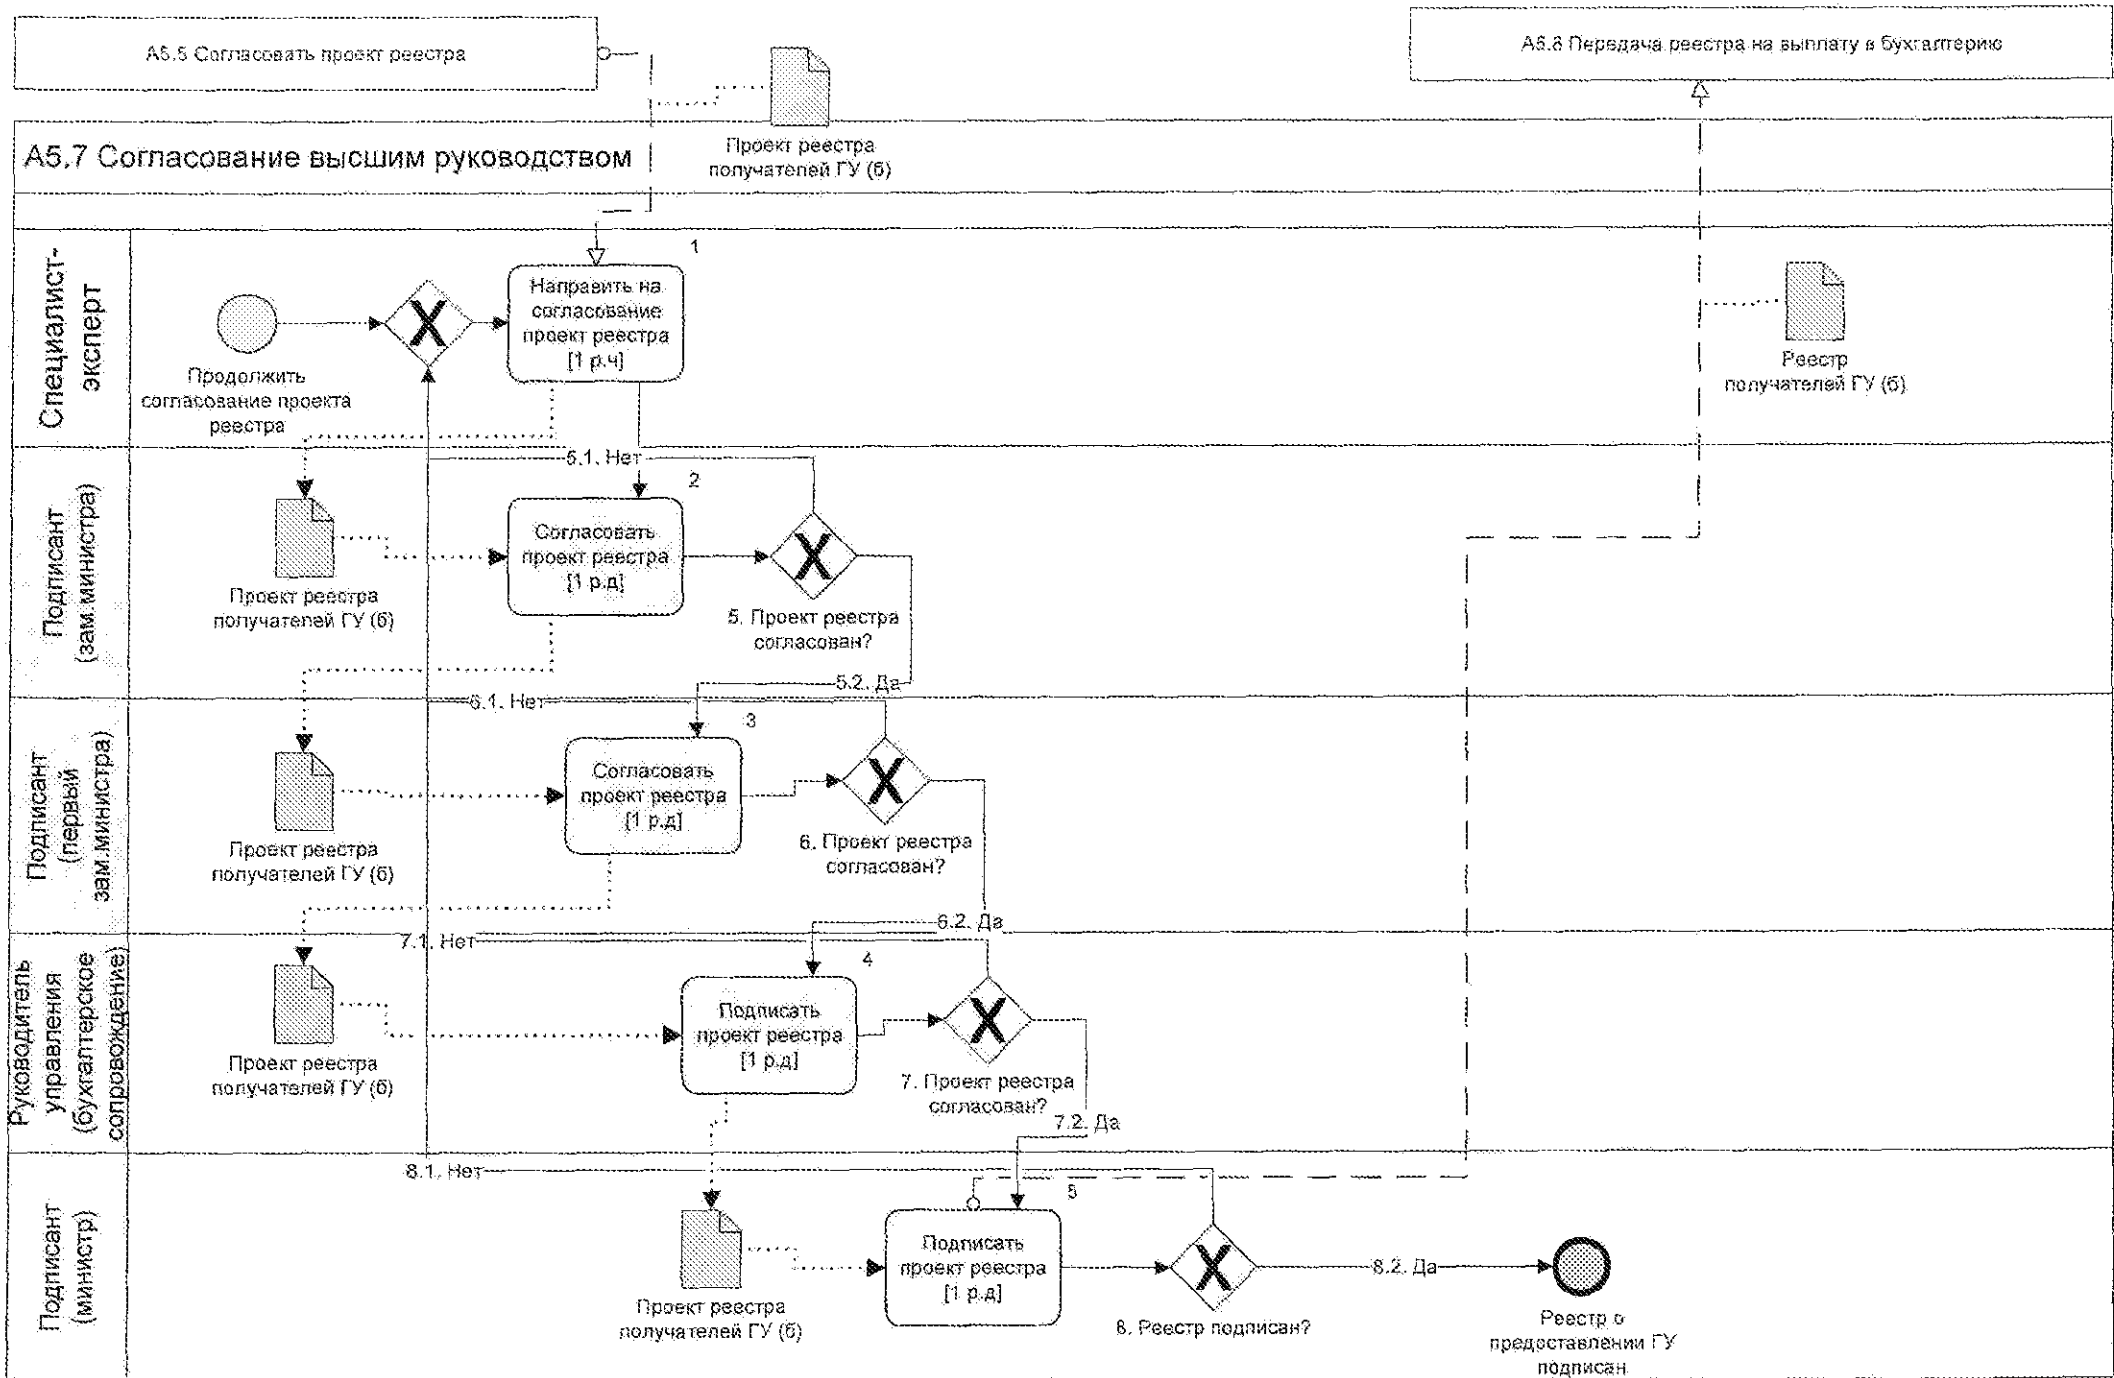 А5.5 Согласовать проект реестра
А5.8 Передача реестра на выплату в бухгалтерию
Проект реестра
получателей ГУ (б)
А5.7 Согласование высшим руководством
Специалист-
эксперт
Продолжить
согласование проекта
реестра
1
Направить на
согласование
проект реестра
[1 р.ч]
Реестр
получателей ГУ (б)
Подписант
(зам.министра)
5.1. Нет
2
Проект реестра
получателей ГУ (б)
Согласовать
проект реестра
[1 р.д]
5. Проект реестра
согласован?
5.2. Да
Подписант
(первый
зам.министра)
6.1. Нет
3
Проект реестра
получателей ГУ (б)
Согласовать
проект реестра
[1 р.д]
6. Проект реестра
согласован?
6.2. Да
Руководитель
управления
(бухгалтерское
сопровождение)
7.1. Нет
4
Проект реестра
получателей ГУ (б)
Подписать
проект реестра
[1 р.д]
7. Проект реестра
согласован?
7.2. Да
Подписант
(министр)
8.1. Нет
5
Проект реестра
получателей ГУ (б)
Подписать
проект реестра
[1 р.д]
8. Реестр подписан?
8.2. Да
Реестр о
предоставлении ГУ
подписан